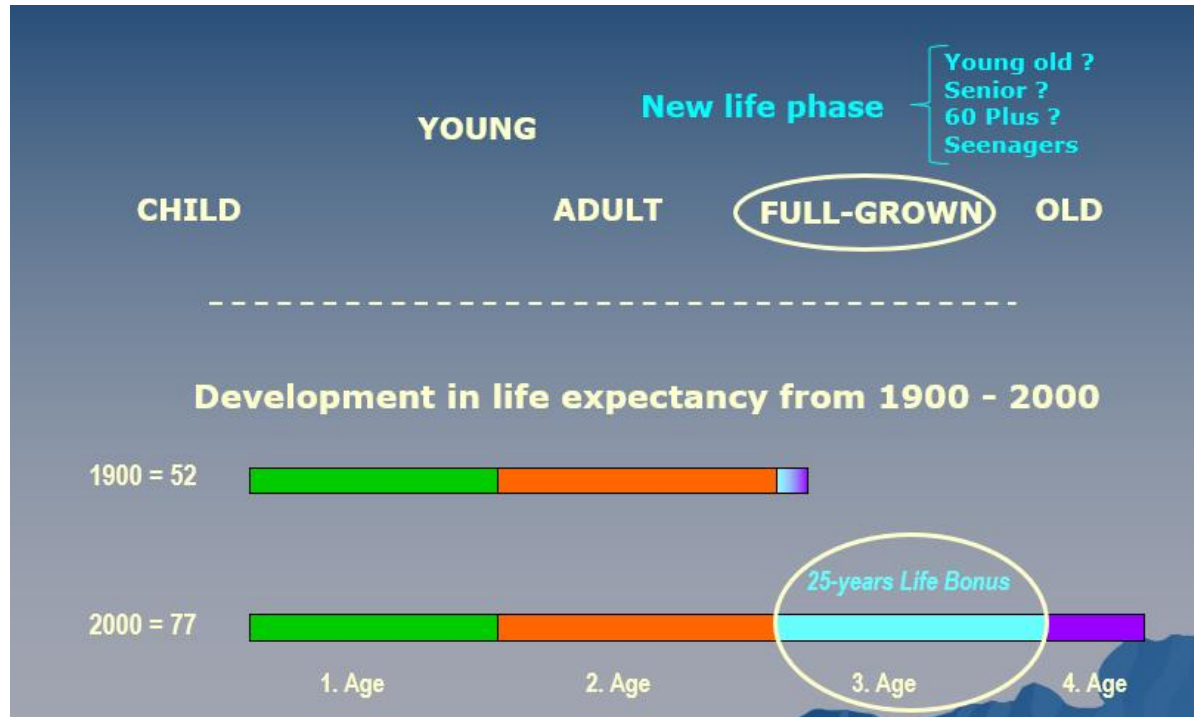 Young old ?
Senior ?
60 Plus ?
Seenagers
New life phase
YOUNG
CHILD
ADULT
FULL-GROWN
OLD
Development in life expectancy from 1900 - 2000
1900 = 52
25-years Life Bonus
2000 = 77
1. Age
2. Age
3. Age
4. Age